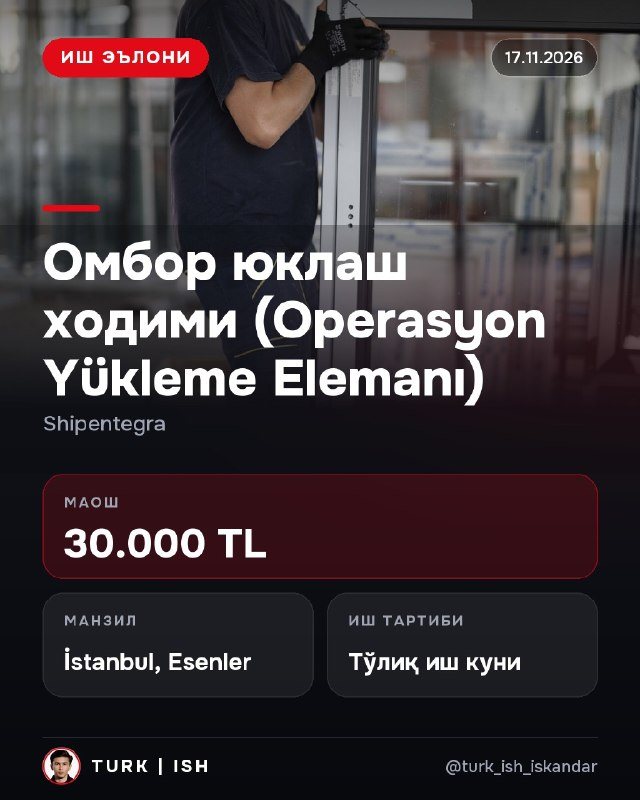 ИШ ЭЪЛОНИ
17.11.2026
Омбор юклаш
ходими (Operasyon
Yükleme Elemanı)
Shipentegra
МАОШ
30.000 TL
МАНЗИЛ
İstanbul, Esenler
ИШ ТАРТИБИ
Тўлиқ иш куни
TURK | ISH
@turk_ish_iskandar